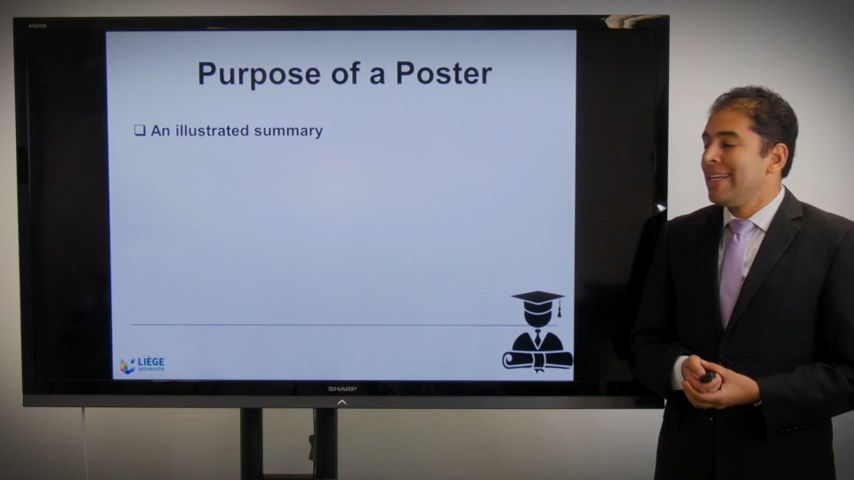 Purpose of a Poster
❑ An illustrated summary
LIÈGE
université
SHARP